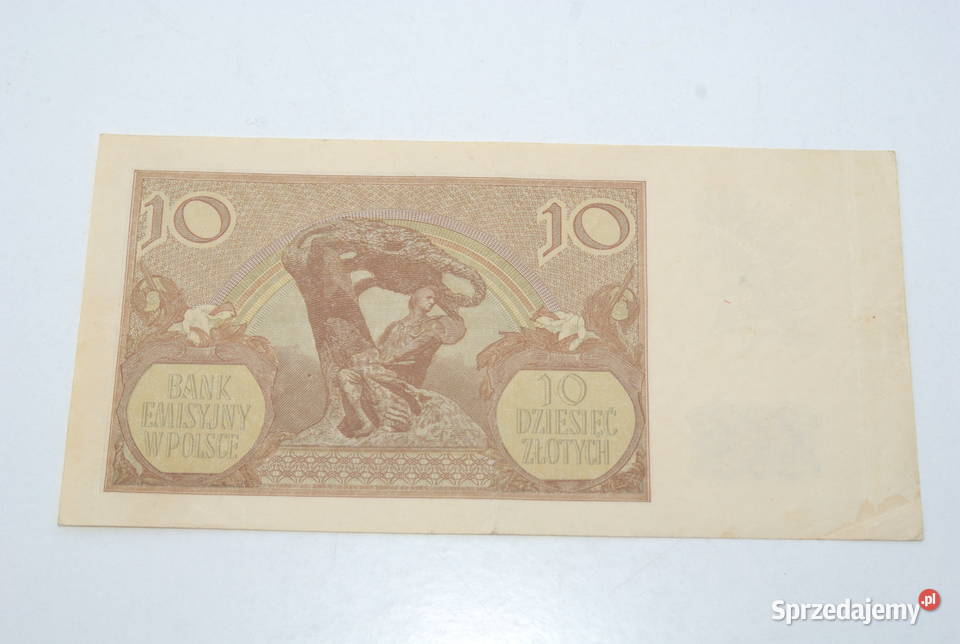 10
10
BANK
EMISYJNY
W POLSCE
10
DZIESIĘĆ
ZŁOTYCH
Sprzedajemy.pl